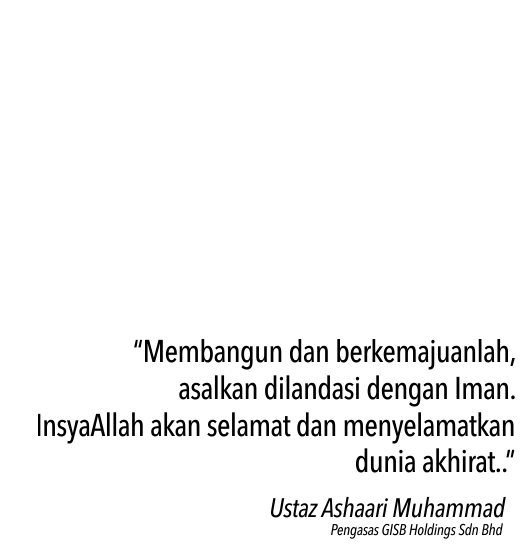 “Membangun dan berkemajuanlah,
asalkan dilandasi dengan Iman.
InsyaAllah akan selamat dan menyelamatkan
dunia akhirat..”
Ustaz Ashaari Muhammad
Pengasas GISB Holdings Sdn Bhd